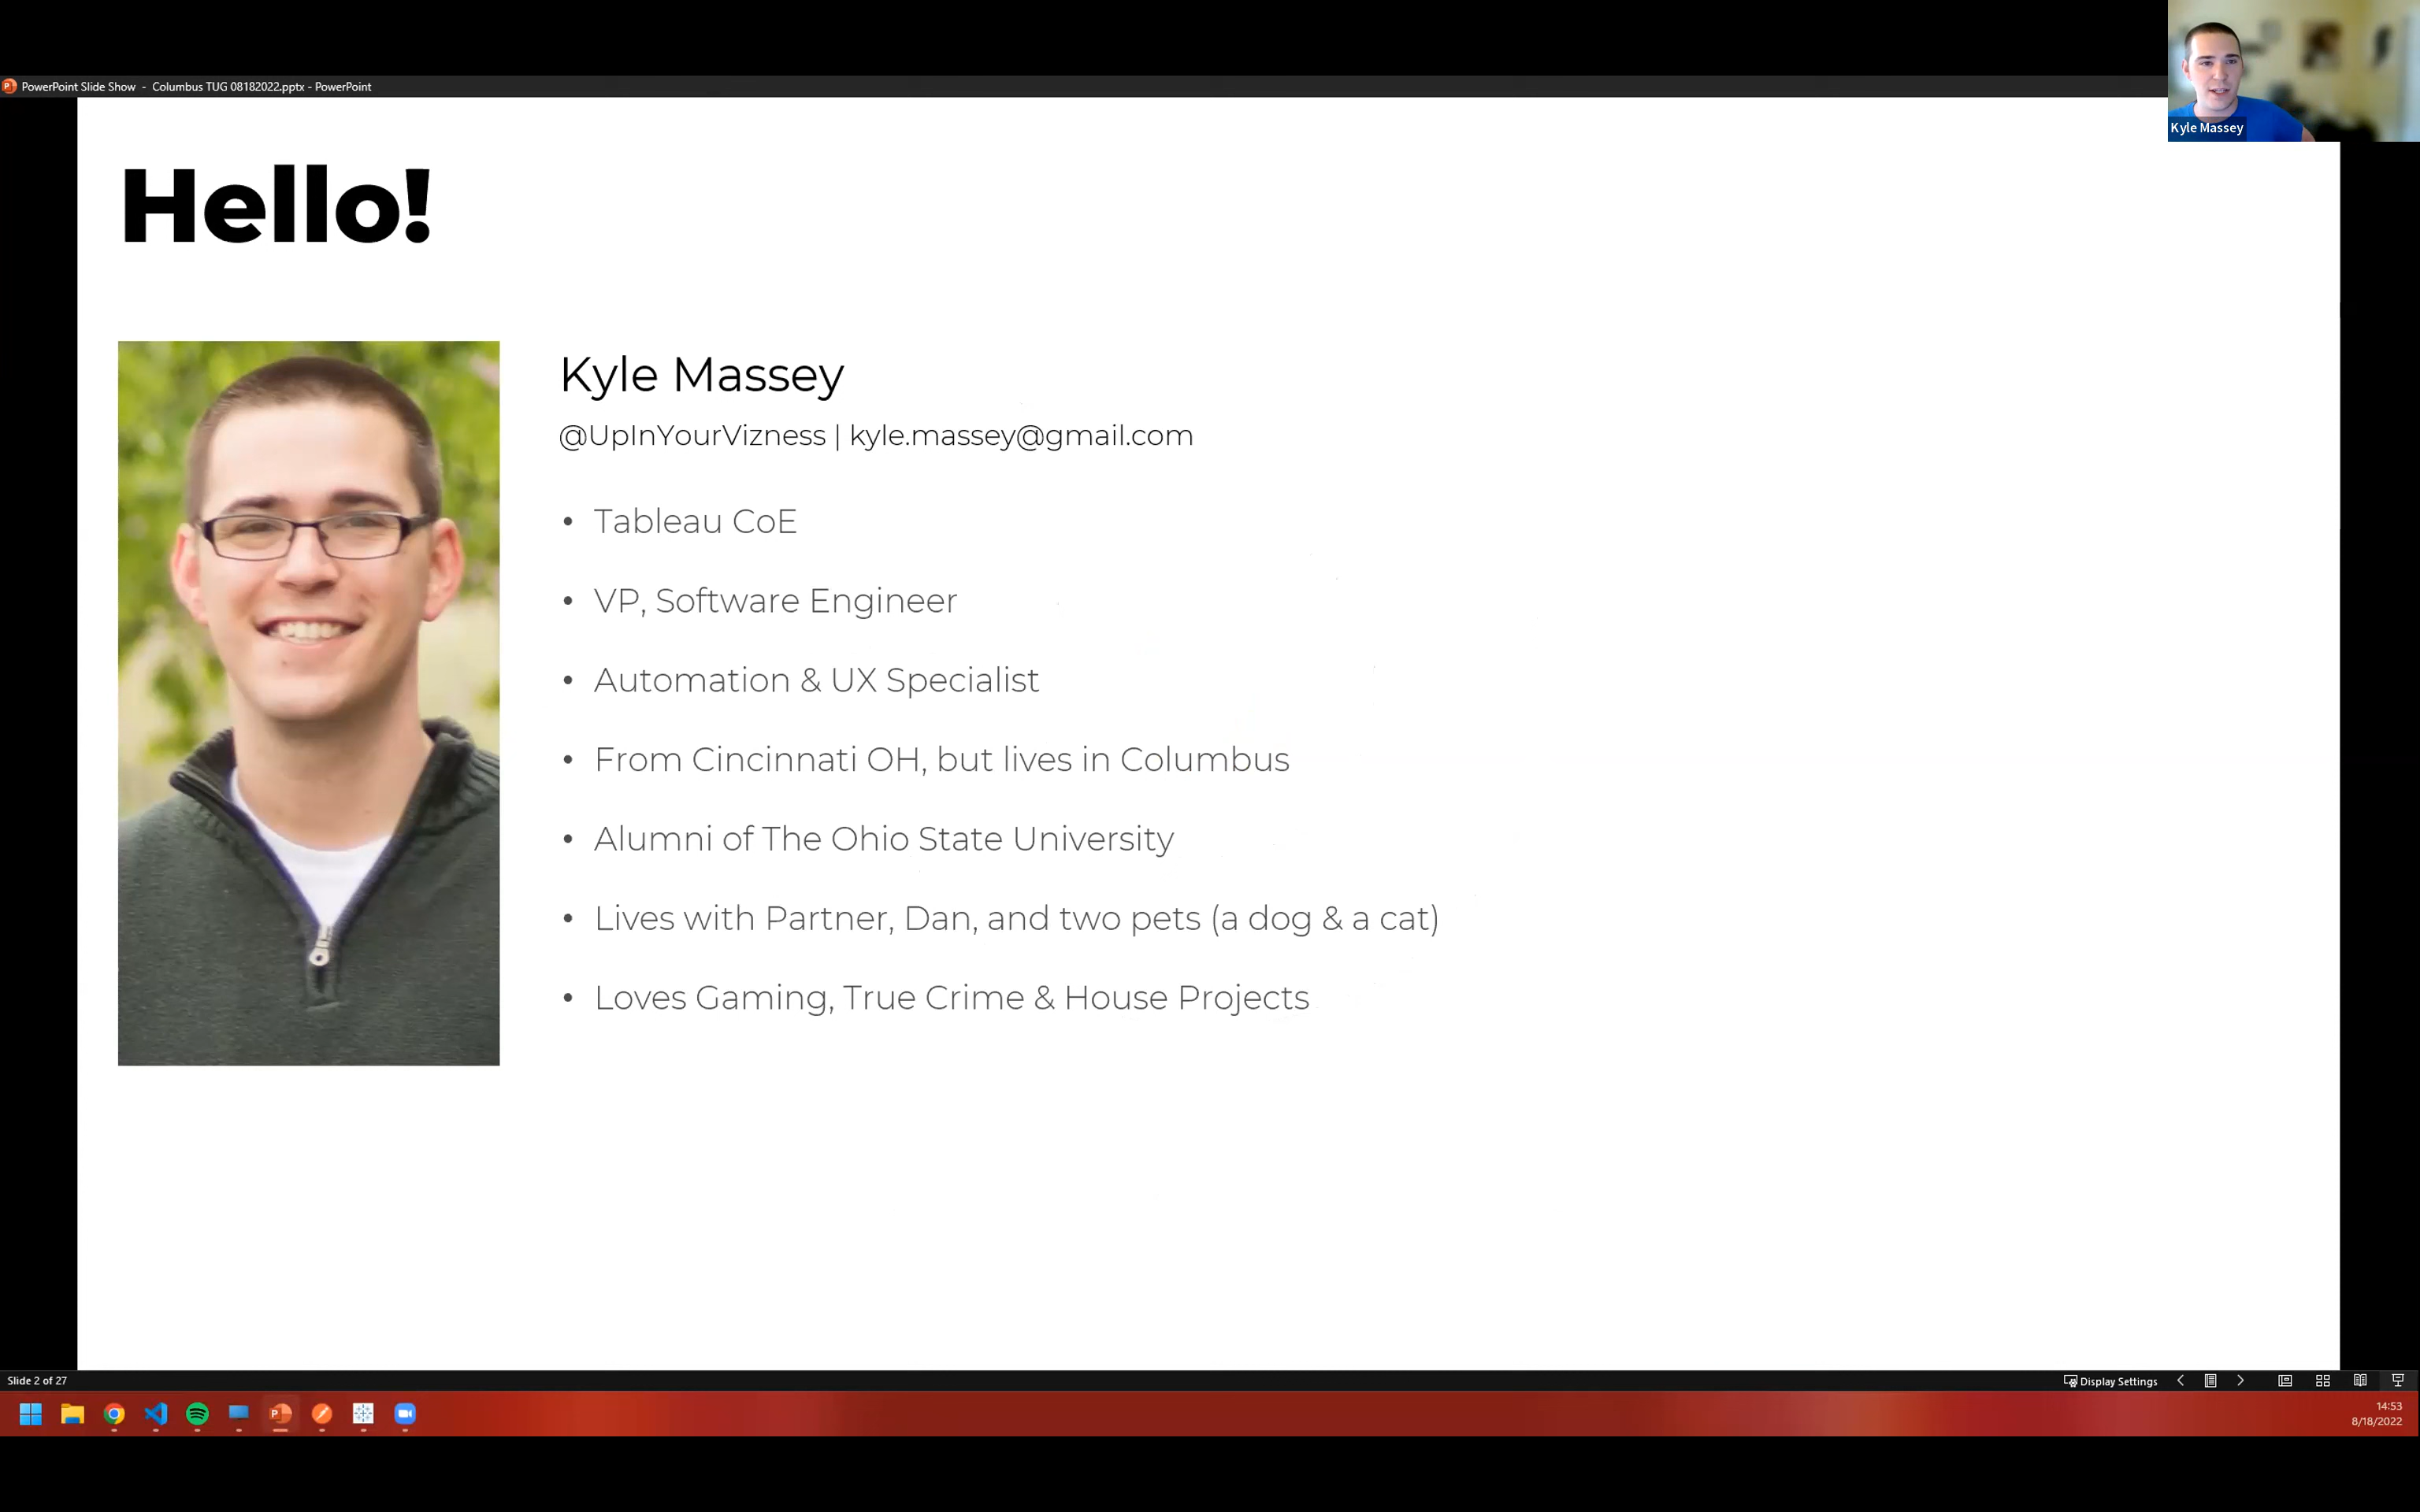 PowerPoint Slide Show - Columbus TUG 08182022.pptx - PowerPoint
Kyle Massey
Hello!
Kyle Massey
@UpInYourVizness | kyle.massey@gmail.com
• Tableau CoE
• VP, Software Engineer
• Automation & UX Specialist
• From Cincinnati OH, but lives in Columbus
• Alumni of The Ohio State University
• Lives with Partner, Dan, and two pets (a dog & a cat)
• Loves Gaming, True Crime & House Projects
Slide 2 of 27
Display Settings
14:53
8/18/2022